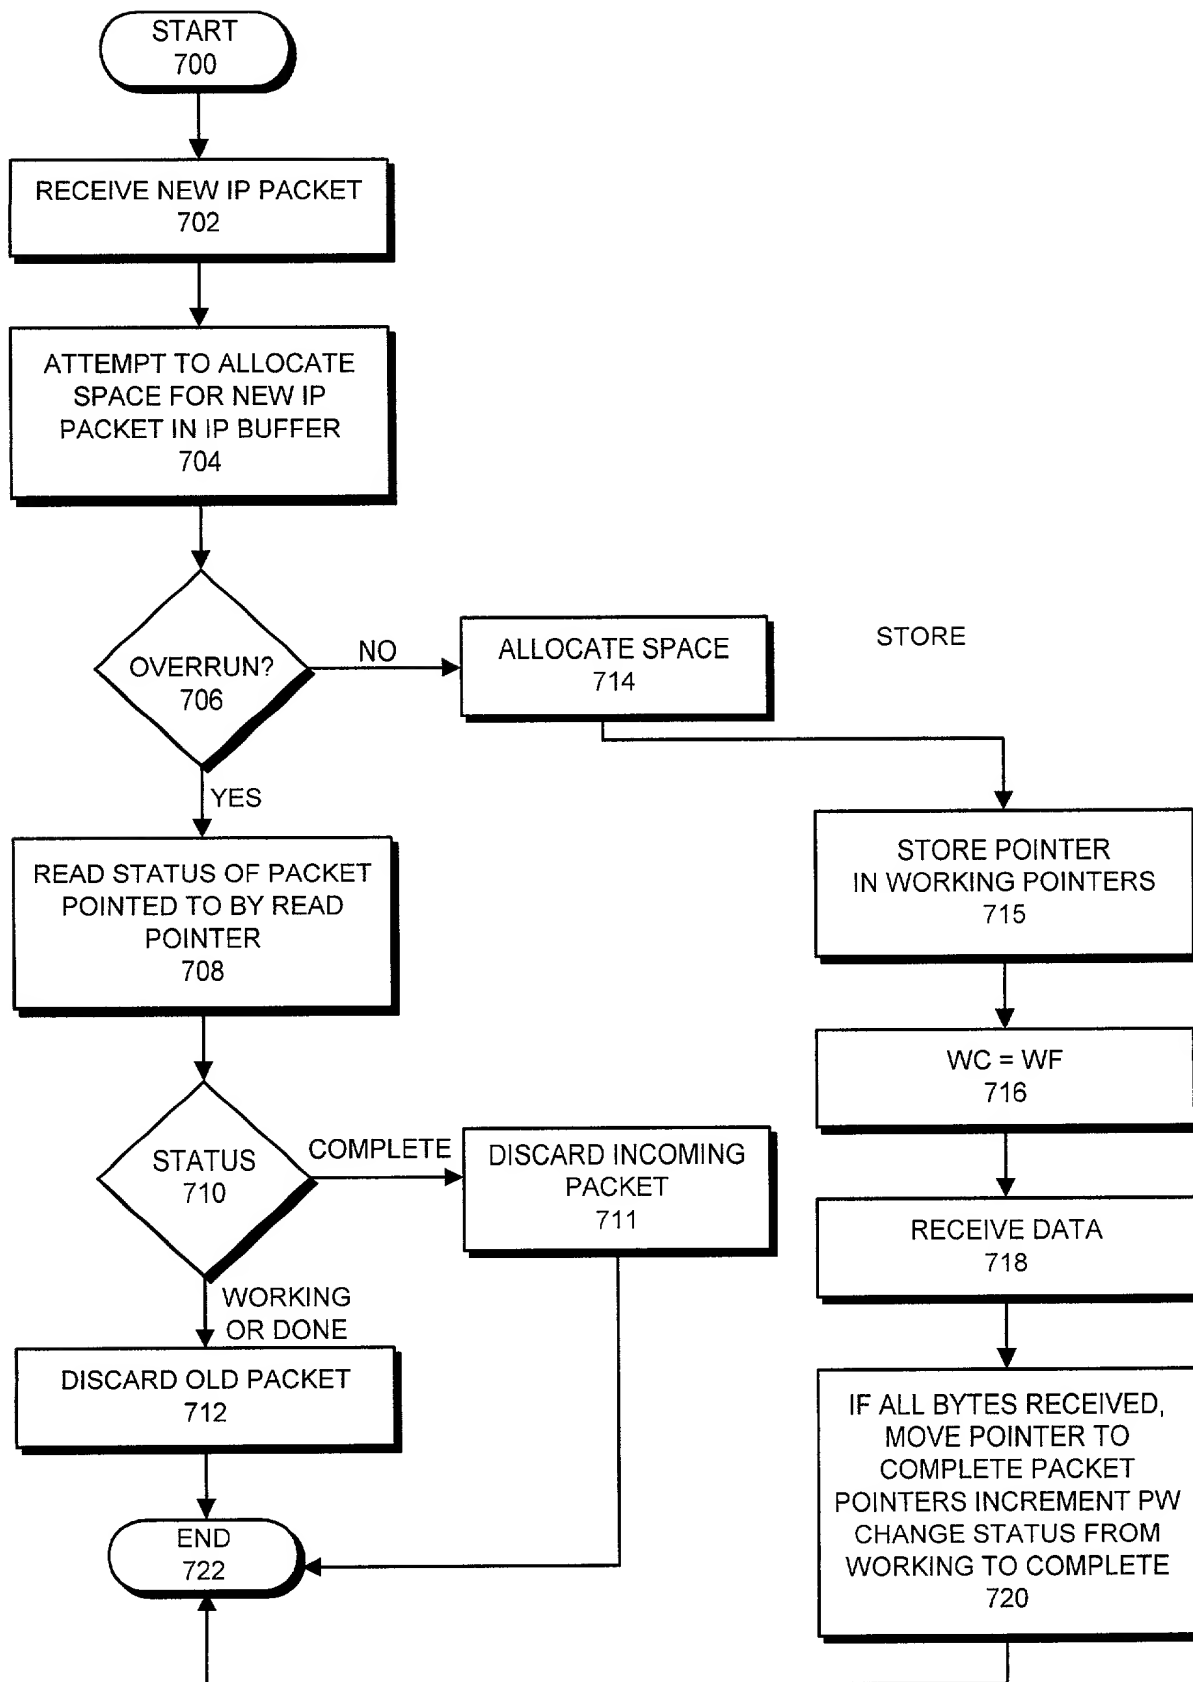 START
700
RECEIVE NEW IP PACKET
702
ATTEMPT TO ALLOCATE
SPACE FOR NEW IP
PACKET IN IP BUFFER
704
OVERRUN?
706
NO
ALLOCATE SPACE
714
STORE
YES
READ STATUS OF PACKET
POINTED TO BY READ
POINTER
708
STORE POINTER
IN WORKING POINTERS
715
WC = WF
716
STATUS
710
COMPLETE
DISCARD INCOMING
PACKET
711
RECEIVE DATA
718
WORKING
OR DONE
DISCARD OLD PACKET
712
IF ALL BYTES RECEIVED,
MOVE POINTER TO
COMPLETE PACKET
POINTERS INCREMENT PW
CHANGE STATUS FROM
WORKING TO COMPLETE
720
END
722